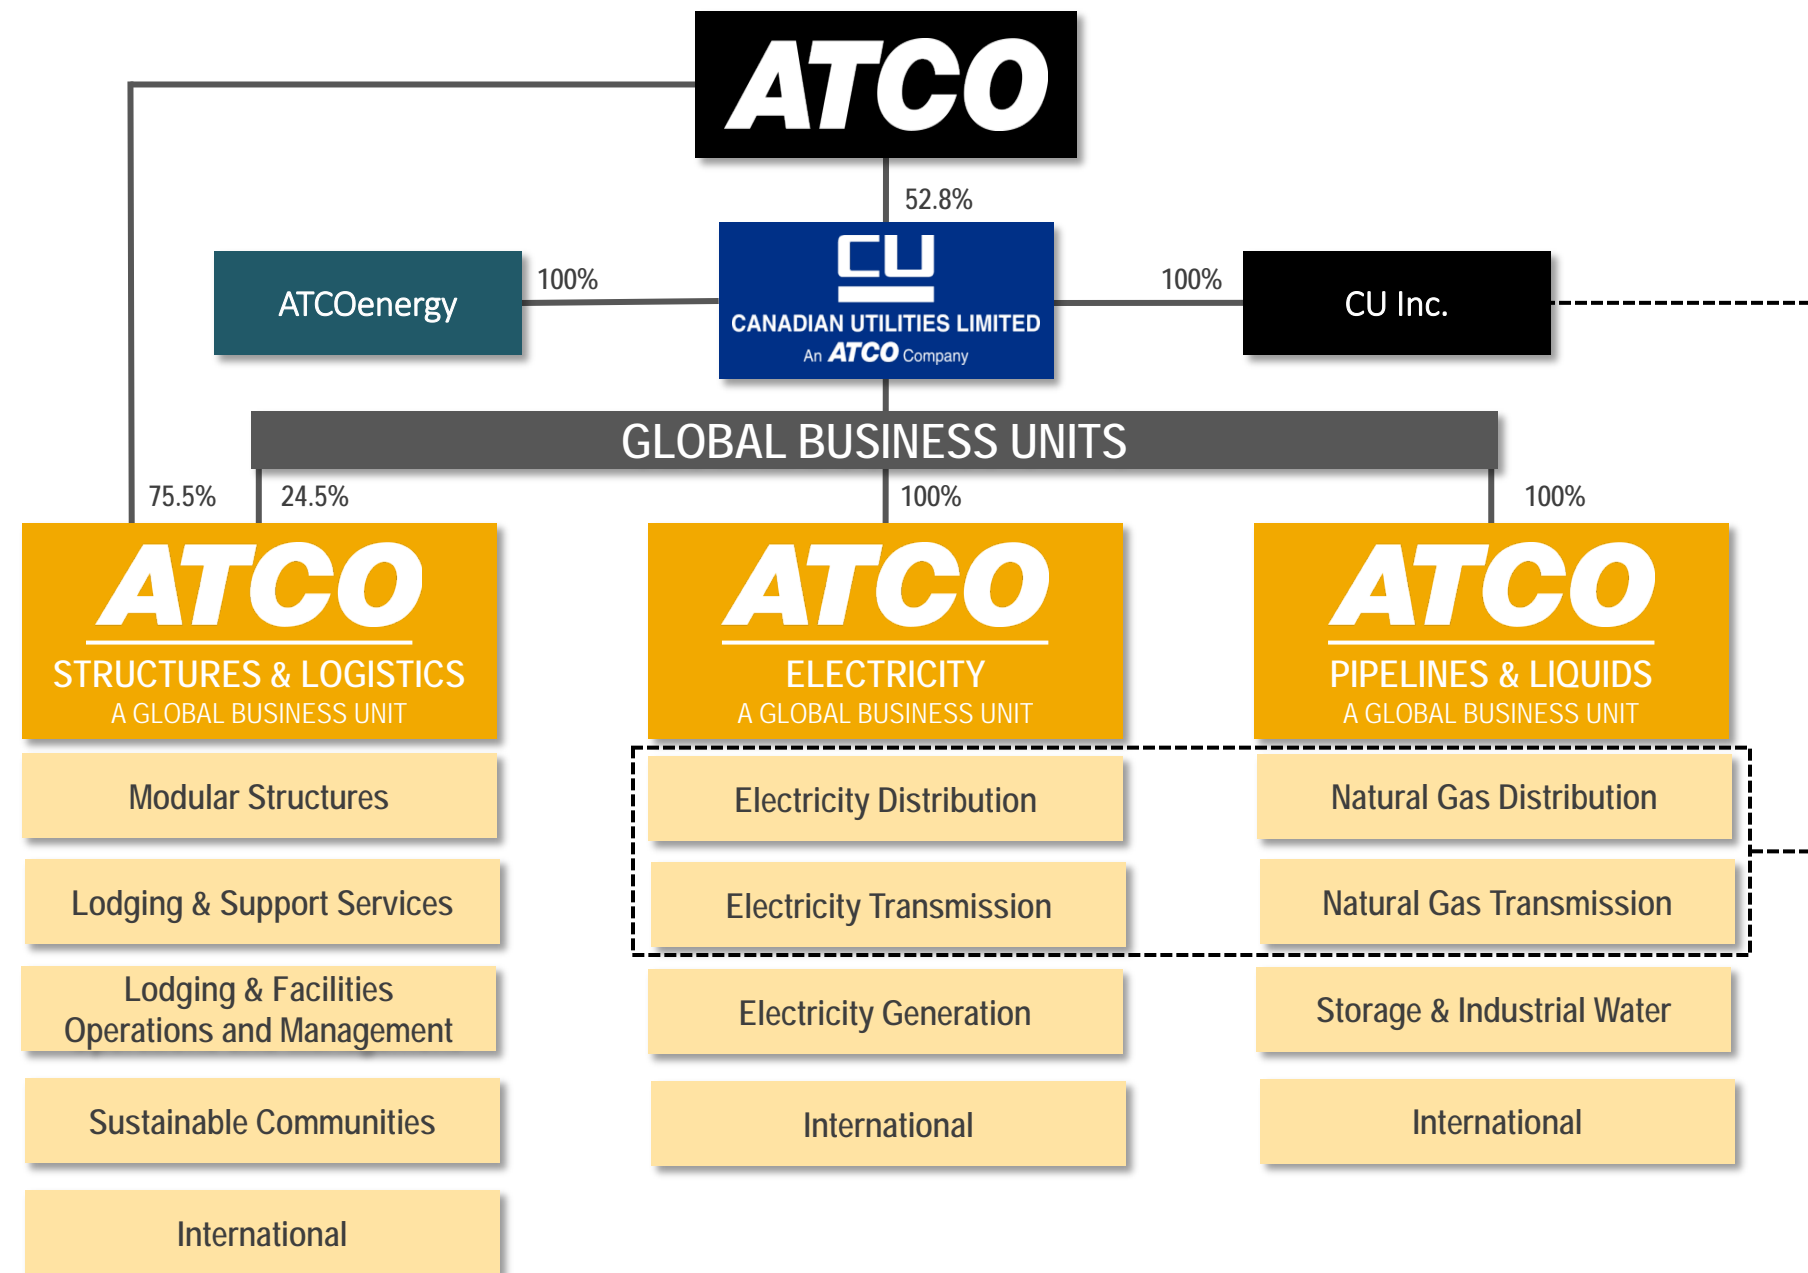 ATCO
52.8%
ATCOenergy
100%
CU
CANADIAN UTILITIES LIMITED
An ATCO Company
100%
CU Inc.
GLOBAL BUSINESS UNITS
75.5%
24.5%
100%
100%
ATCO
STRUCTURES & LOGISTICS
A GLOBAL BUSINESS UNIT
Modular Structures
Lodging & Support Services
Lodging & Facilities
Operations and Management
Sustainable Communities
International
ATCO
ELECTRICITY
A GLOBAL BUSINESS UNIT
Electricity Distribution
Electricity Transmission
Electricity Generation
International
ATCO
PIPELINES & LIQUIDS
A GLOBAL BUSINESS UNIT
Natural Gas Distribution
Natural Gas Transmission
Storage & Industrial Water
International